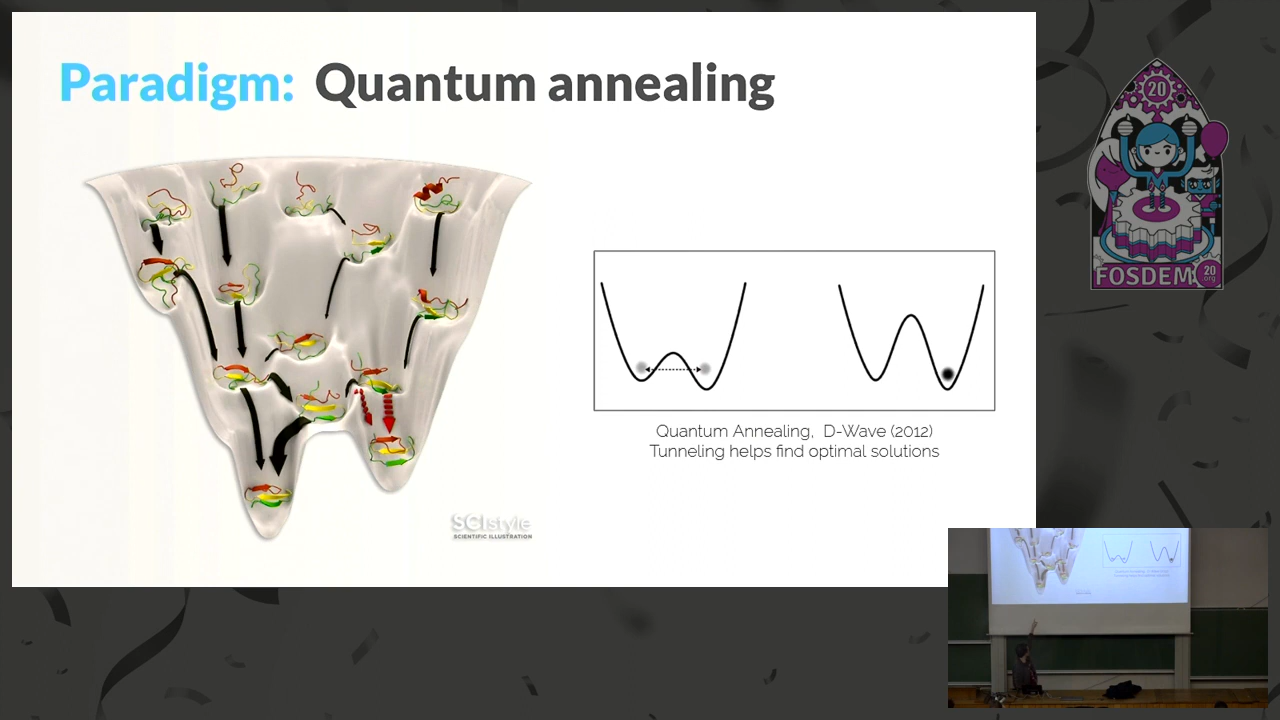 Paradigm: Quantum annealing
Quantum Annealing, D-Wave (2012)
Tunneling helps find optimal solutions
SCIstyle
SCIENTIFIC ILLUSTRATION
20
FOSDEM
20
.org